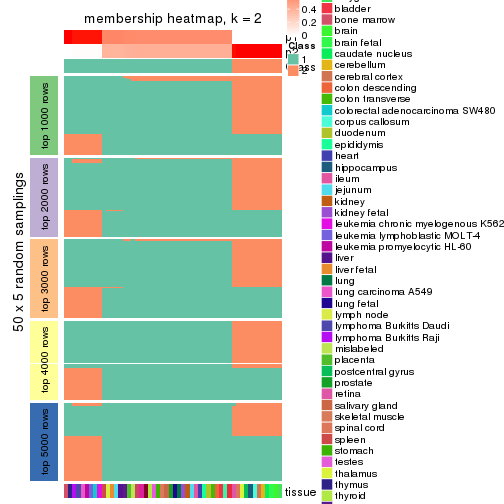 membership heatmap, k = 2
50 x 5 random samplings
top 1000 rows
top 2000 rows
top 3000 rows
top 4000 rows
top 5000 rows
0.4
0.2
0
Class
1
2
tissue
bladder
bone marrow
brain
brain fetal
caudate nucleus
cerebellum
cerebral cortex
colon descending
colon transverse
colorectal adenocarcinoma SW480
corpus callosum
duodenum
epididymis
heart
hippocampus
ileum
jejunum
kidney
kidney fetal
leukemia chronic myelogenous K562
leukemia lymphoblastic MOLT-4
leukemia promyelocytic HL-60
liver
liver fetal
lung
lung carcinoma A549
lung fetal
lymph node
lymphoma Burkitts Daudi
lymphoma Burkitts Raji
mislabeled
placenta
postcentral gyrus
prostate
retina
salivary gland
skeletal muscle
spinal cord
spleen
stomach
testes
thalamus
thymus
thyroid